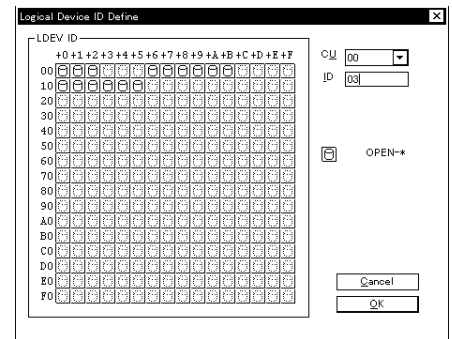 Logical Device ID Define
LDEV ID
+0 +1 +2 +3 +4 +5 +6 +7 +8 +9 +A +B +C +D +E +F
00
10
20
30
40
50
60
70
80
90
A0
B0
C0
D0
E0
F0
CU 00
ID 03
OPEN-*
Cancel
OK